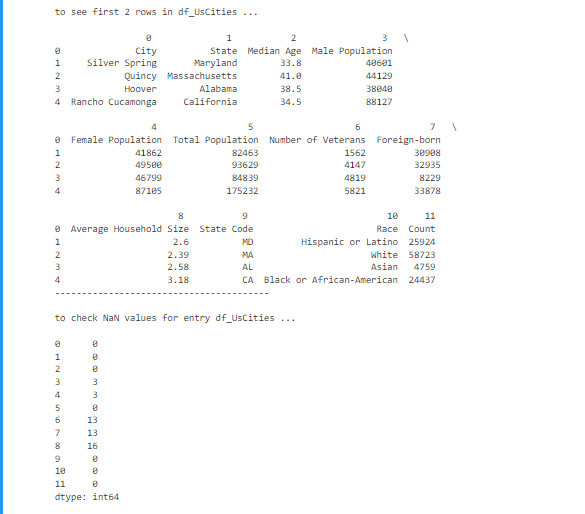 to see first 2 rows in df_UsCities ...
0 1 2 3 \
0 City State Median Age Male Population
1 Silver Spring Maryland 33.8 40601
2 Quincy Massachusetts 41.0 44129
3 Hoover Alabama 38.5 38040
4 Rancho Cucamonga California 34.5 88127
4 5 6 7 \
0 Female Population Total Population Number of Veterans Foreign-born
1 41862 82463 1562 30908
2 49500 93629 4147 32935
3 46799 84839 4819 8229
4 87105 175232 5821 33878
8 9 10 11
0 Average Household Size State Code Race Count
1 2.6 MD Hispanic or Latino 25924
2 2.39 MA White 58723
3 2.58 AL Asian 4759
4 3.18 CA Black or African-American 24437
----------------------------------------
to check NaN values for entry df_UsCities ...
0 0
1 0
2 0
3 3
4 3
5 0
6 13
7 13
8 16
9 0
10 0
11 0
dtype: int64